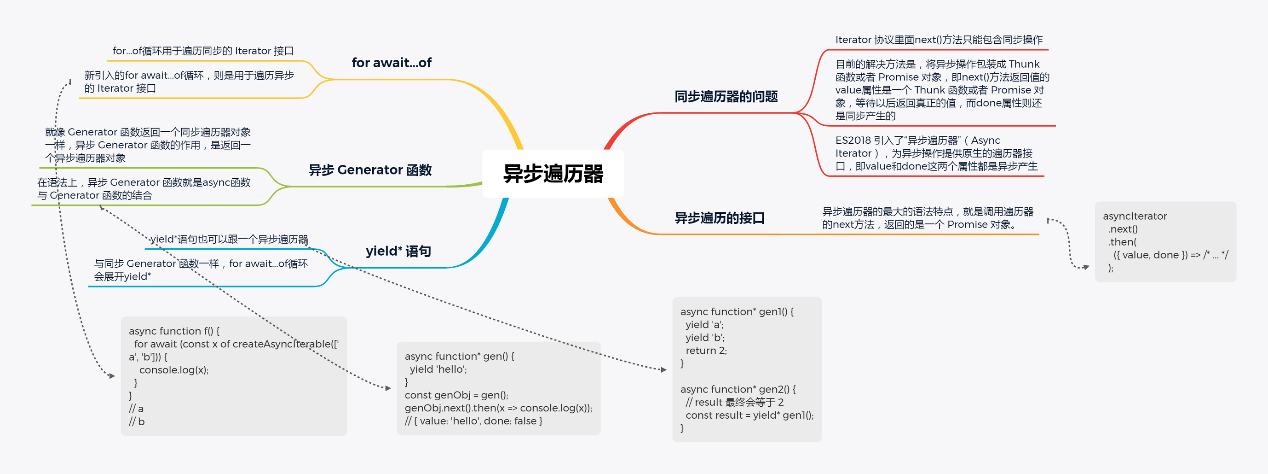 异步遍历器
同步遍历器的问题
Iterator 协议里面next()方法只能包含同步操作
目前的解决方法是，将异步操作包装成 Thunk
函数或者 Promise 对象，即next()方法返回值的
value属性是一个 Thunk 函数或者 Promise 对
象，等待以后返回真正的值，而done属性则还
是同步产生的
ES2018 引入了“异步遍历器”（Async
Iterator），为异步操作提供原生的遍历器接
口，即value和done这两个属性都是异步产生
异步遍历的接口
异步遍历器的最大的语法特点，就是调用遍历器
的next方法，返回的是一个 Promise 对象。
asyncIterator
.next()
.then(
({ value, done }) => /* ... */
);
for await...of
for...of循环用于遍历同步的 Iterator 接口
新引入的for await...of循环，则是用于遍历异步
的 Iterator 接口
异步 Generator 函数
就像 Generator 函数返回一个同步遍历器对象
一样，异步 Generator 函数的作用，是返回一
个异步遍历器对象
在语法上，异步 Generator 函数就是async函数
与 Generator 函数的结合
yield* 语句
yield*语句也可以跟一个异步遍历器
与同步 Generator 函数一样，for await...of循环
会展开yield*
async function f() {
for await (const x of createAsyncIterable(['
a', 'b'])) {
console.log(x);
}
}
// a
// b
async function* gen() {
yield 'hello';
}
const genObj = gen();
genObj.next().then(x => console.log(x));
// { value: 'hello', done: false }
async function* gen1() {
yield 'a';
yield 'b';
return 2;
}
async function* gen2() {
// result 最终会等于 2
const result = yield* gen1();
}